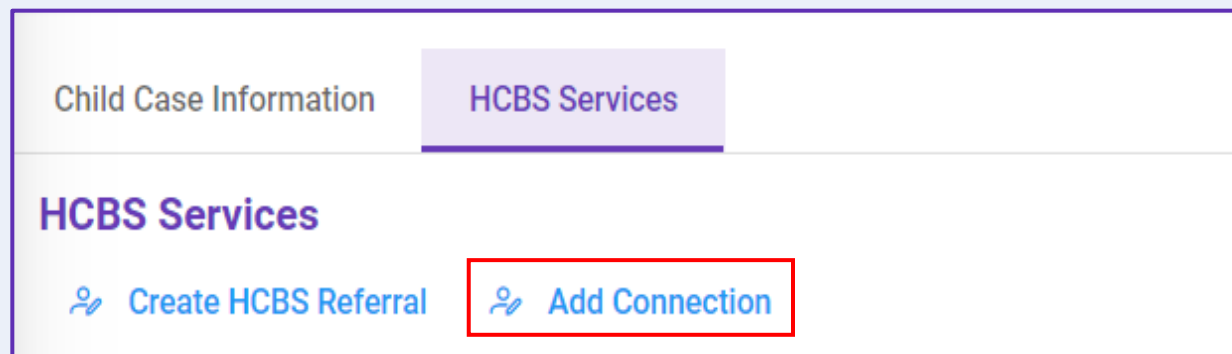 Child Case Information HCBS Services
HCBS Services
Create HCBS Referral Add Connection